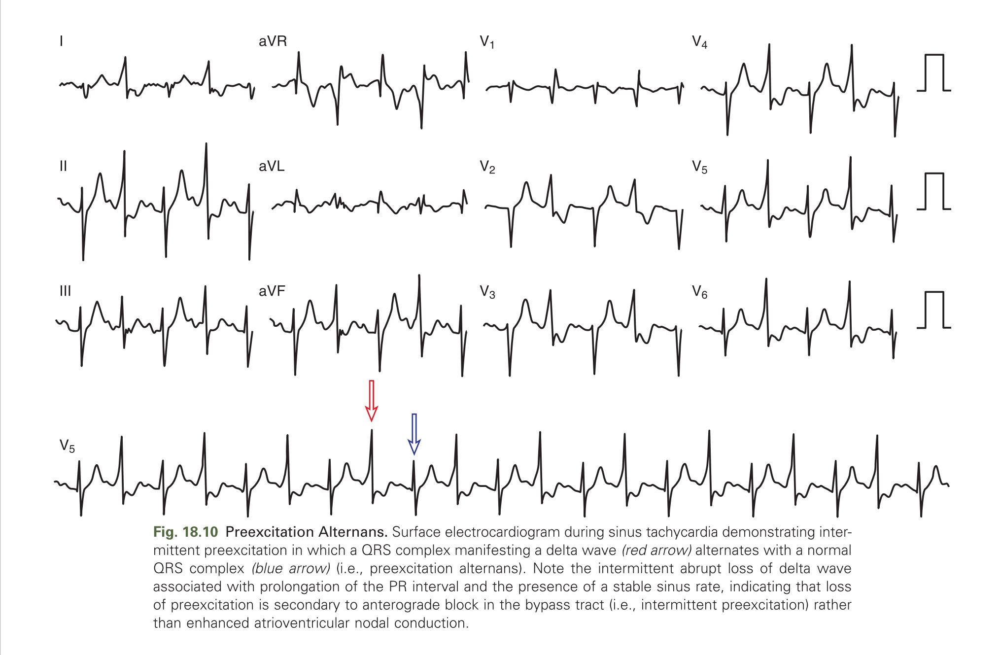 I
aVR
V1
V4
II
aVL
V2
V5
III
aVF
V3
V6
V5
Fig. 18.10 Preexcitation Alternans. Surface electrocardiogram during sinus tachycardia demonstrating inter-
mittent preexcitation in which a QRS complex manifesting a delta wave (red arrow) alternates with a normal
QRS complex (blue arrow) (i.e., preexcitation alternans). Note the intermittent abrupt loss of delta wave
associated with prolongation of the PR interval and the presence of a stable sinus rate, indicating that loss
of preexcitation is secondary to anterograde block in the bypass tract (i.e., intermittent preexcitation) rather
than enhanced atrioventricular nodal conduction.